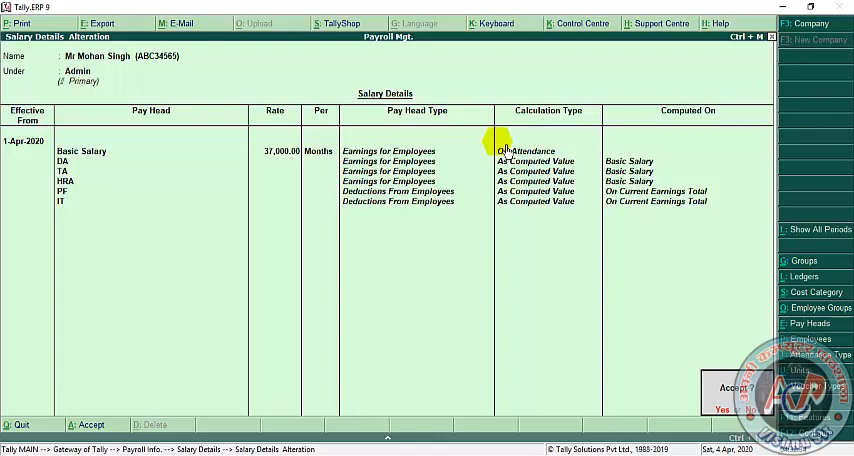 Tally.ERP 9
P: Print E: Export M: E-Mail O: Upload S: TallyShop G: Language K: Keyboard K: Control Centre H: Support Centre H: Help F3: Company
Salary Details Alteration Payroll Mgt. Ctrl + M
F3: New Company
Name : Mr Mohan Singh (ABC34565)
Under : Admin
Primary)
Salary Details
Effective From Pay Head Rate Per Pay Head Type Calculation Type Computed On
1-Apr-2020
Basic Salary 37,000.00 Months Earnings for Employees On Attendance
DA Earnings for Employees As Computed Value Basic Salary
TA Earnings for Employees As Computed Value Basic Salary
HRA Earnings for Employees As Computed Value Basic Salary
PF Deductions From Employees As Computed Value On Current Earnings Total
IT Deductions From Employees As Computed Value On Current Earnings Total
L: Show All Periods
G: Groups
L: Ledgers
S: Cost Category
O: Employee Groups
E: Pay Heads
Employees
Attendance Type
Units
Voucher Types
Accept ?
Yes or No
Features
F12: Configure
Q: Quit A: Accept D: Delete
Ctrl +
Tally MAIN --> Gateway of Tally --> Payroll Info. --> Salary Details --> Salary Details Alteration © Tally Solutions Pvt Ltd., 1988-2019 Sat, 4 Apr, 2020
ACP